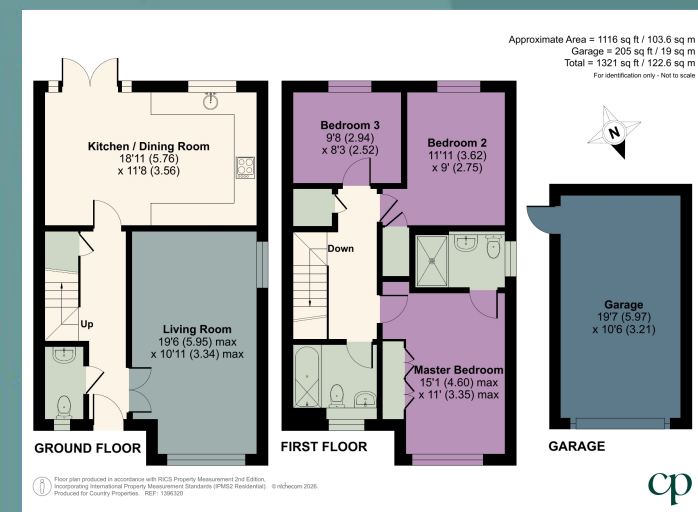 Approximate Area = 1116 sq ft / 103.6 sq m
Garage = 205 sq ft / 19 sq m
Total = 1321 sq ft / 122.6 sq m
For identification only - Not to scale
N
Kitchen / Dining Room
18'11 (5.76)
x 11'8 (3.56)
Up
Living Room
19'6 (5.95) max
x 10'11 (3.34) max
GROUND FLOOR
Bedroom 3
9'8 (2.94)
x 8'3 (2.52)
Bedroom 2
11'11 (3.62)
x 9' (2.75)
Down
Master Bedroom
15'1 (4.60) max
x 11' (3.35) max
FIRST FLOOR
Garage
19'7 (5.97)
x 10'6 (3.21)
GARAGE
Floor plan produced in accordance with RICS Property Measurement 2nd Edition,
Incorporating International Property Measurement Standards (IPMS2 Residential). © ntchecom 2026.
Produced for Country Properties. REF: 1396320
cp